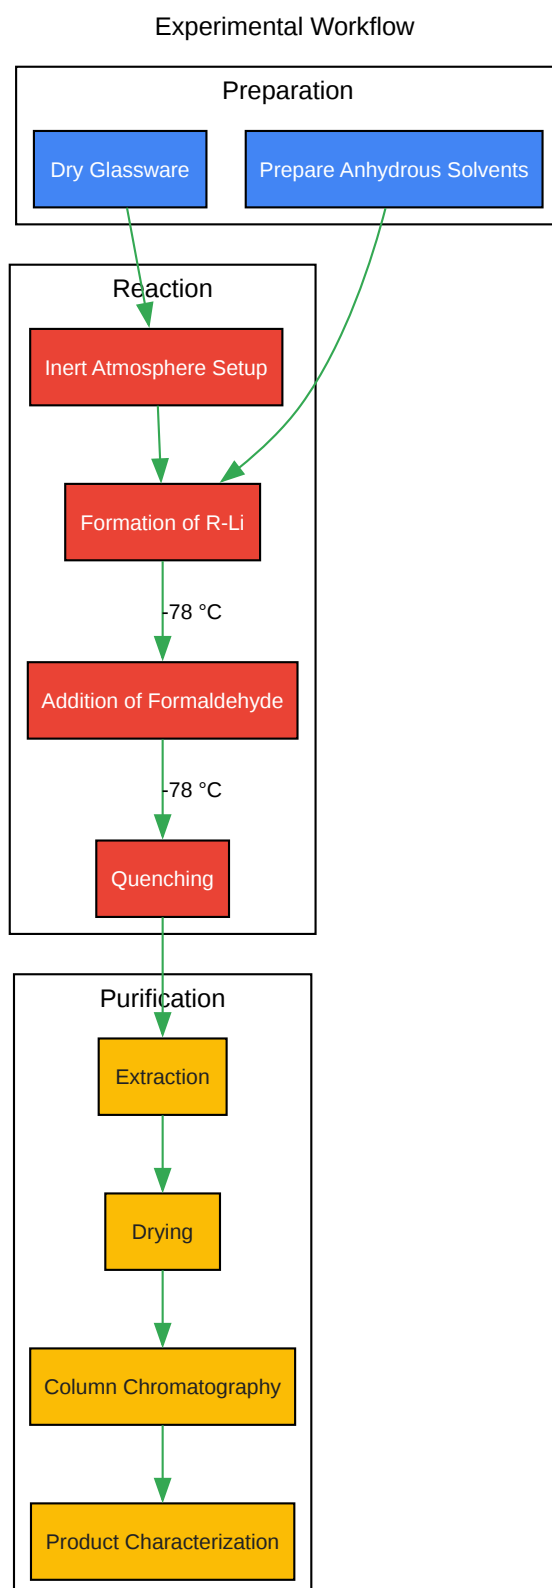 Experimental Workflow
Preparation
Dry Glassware
Prepare Anhydrous Solvents
Reaction
Inert Atmosphere Setup
Formation of R-Li
-78 °C
Addition of Formaldehyde
-78 °C
Quenching
Purification
Extraction
Drying
Column Chromatography
Product Characterization